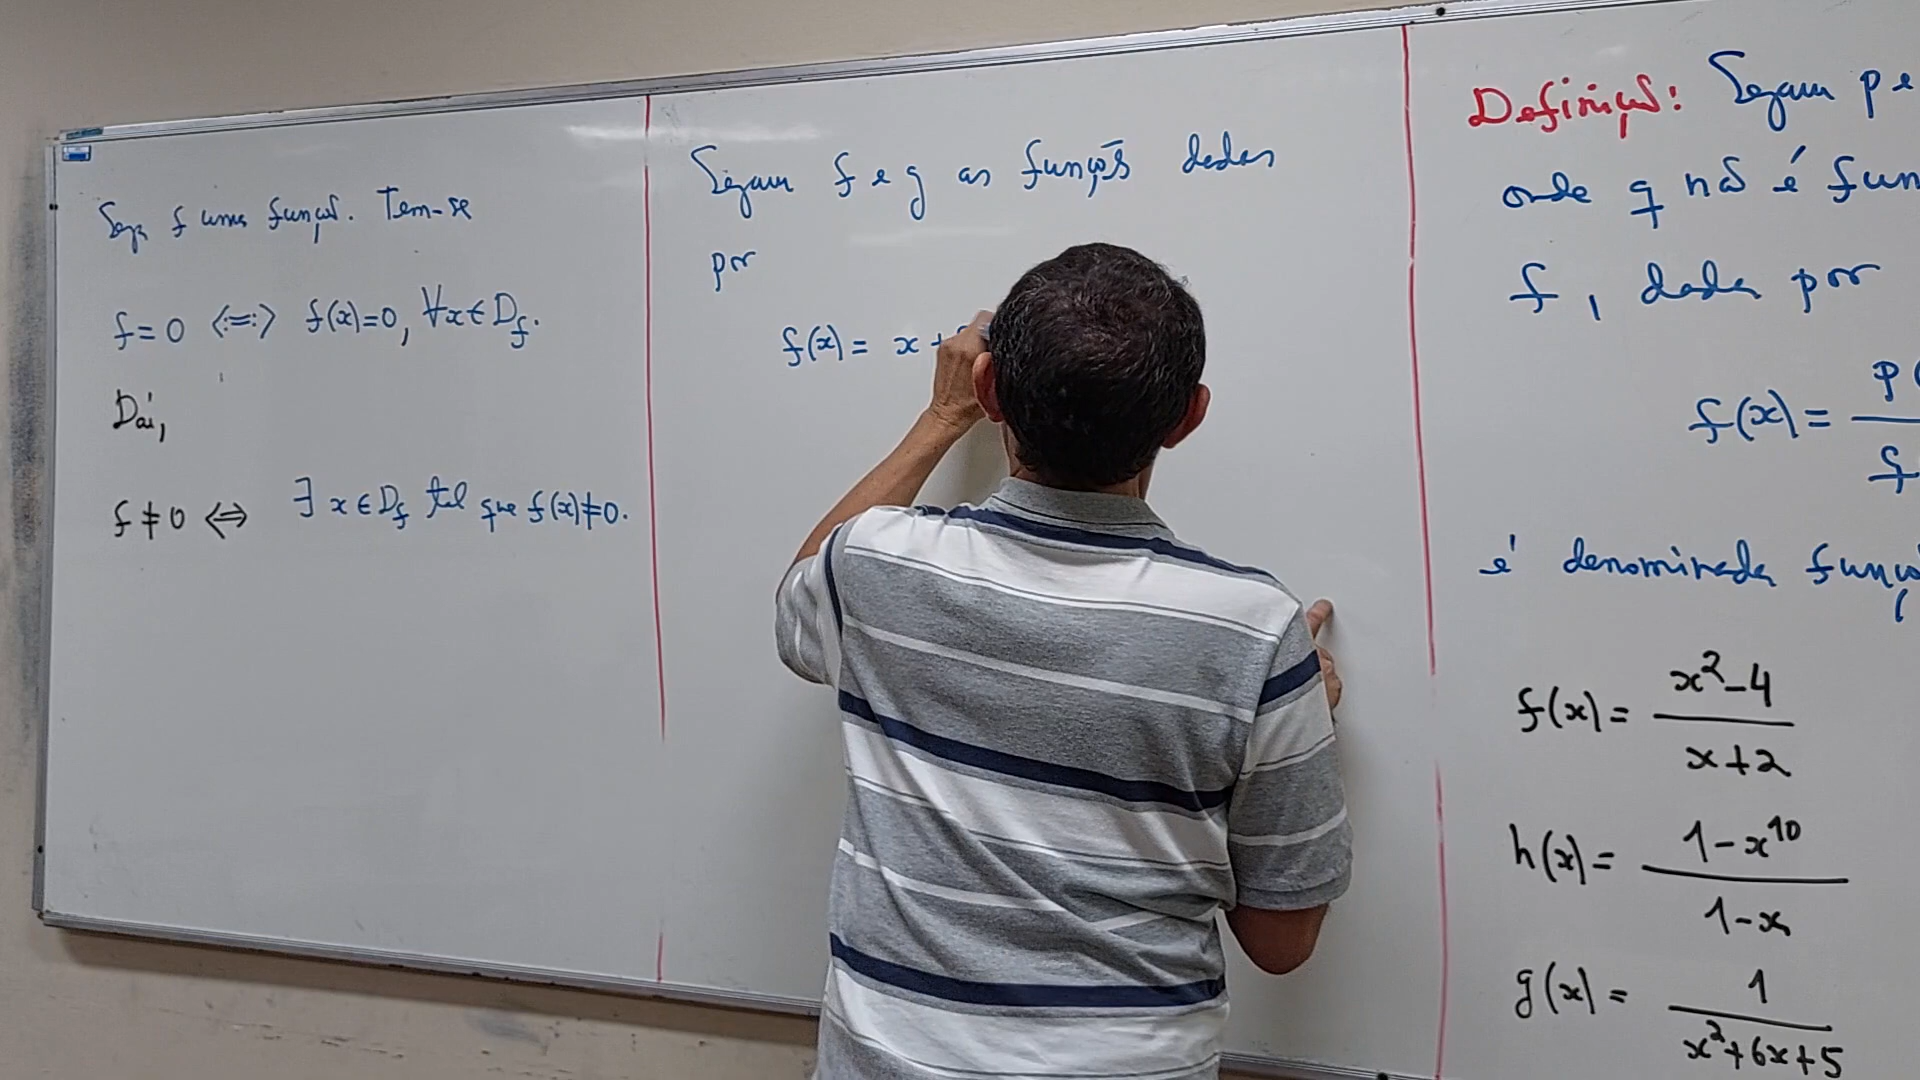 Seja f uma função. Tem-se
f = 0 <=> f(x)=0, ∀x ∈ D_f.
Daí,
f ≠ 0 ⇔ ∃ x ∈ D_f tal que f(x)≠0.
Sejam f e g as funções dadas
por
f(x) = x +
Definição: Sejam p e
onde q não é fun
f, dada por
f(x) = p(
é denominada funçã
f(x) = x²-4 / x+2
h(x) = 1-x¹⁰ / 1-x
g(x) = 1 / x²+6x+5